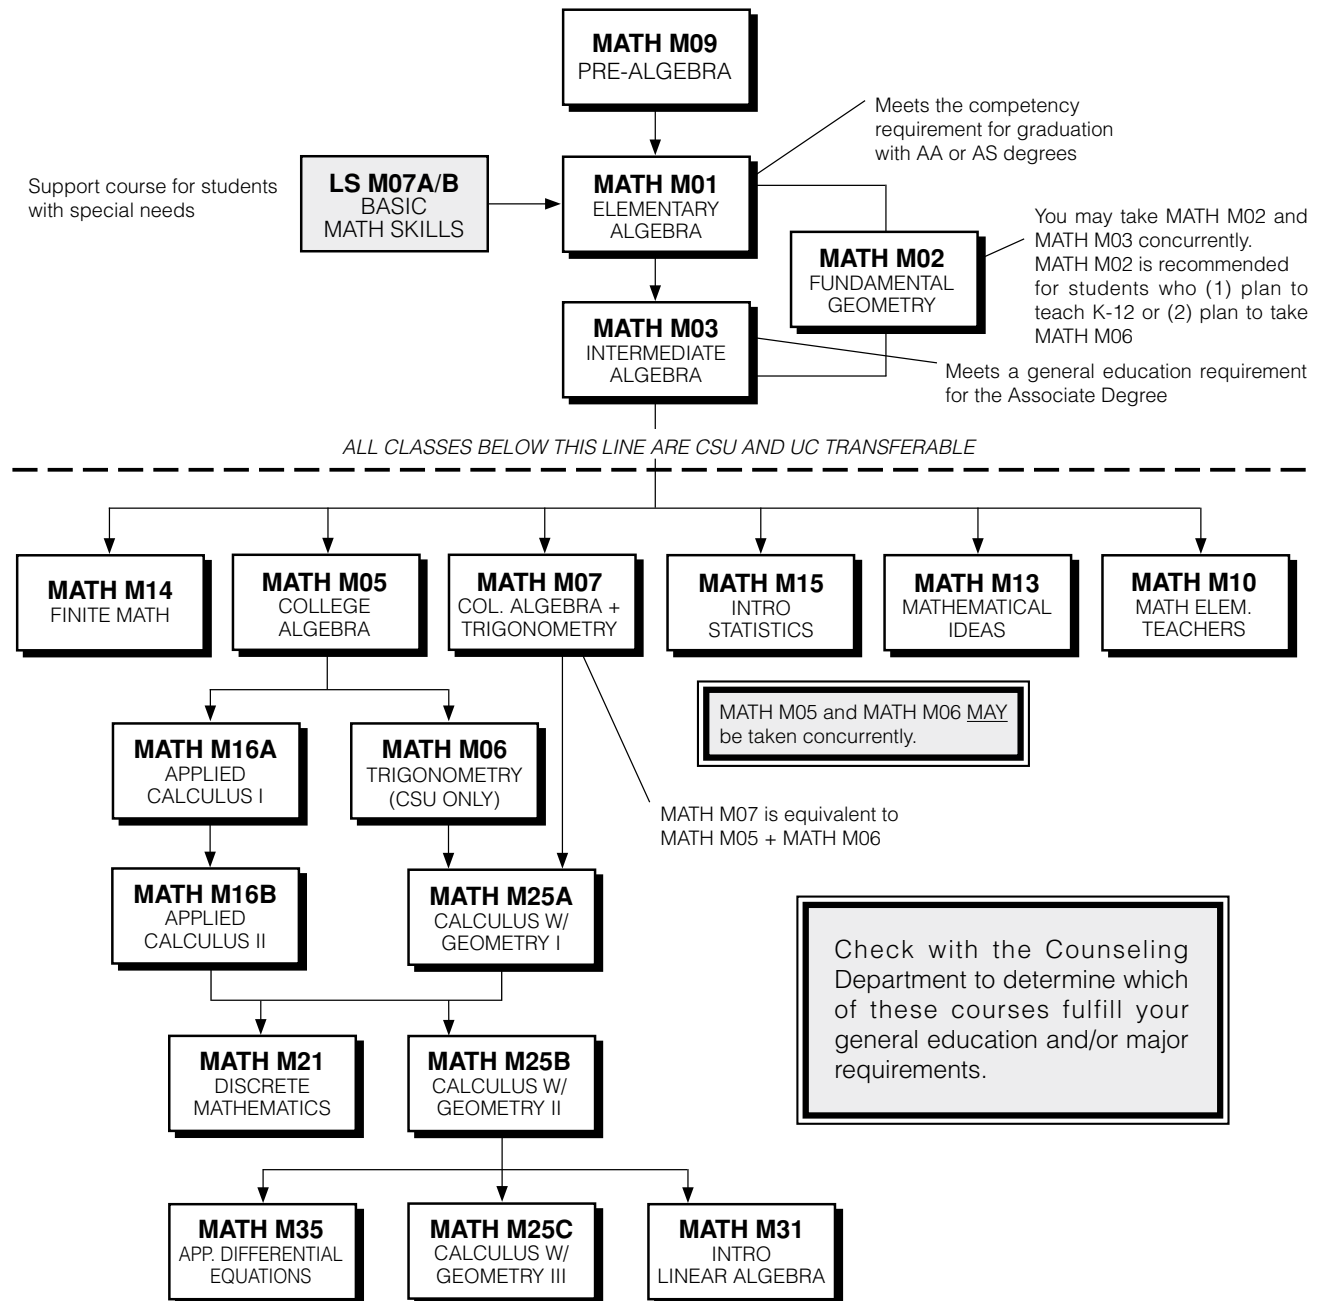 MATH M09
PRE-ALGEBRA
Meets the competency
requirement for graduation
with AA or AS degrees
Support course for students
with special needs
LS M07A/B
BASIC
MATH SKILLS
MATH M01
ELEMENTARY
ALGEBRA
MATH M02
FUNDAMENTAL
GEOMETRY
You may take MATH M02 and
MATH M03 concurrently.
MATH M02 is recommended
for students who (1) plan to
teach K-12 or (2) plan to take
MATH M06
MATH M03
INTERMEDIATE
ALGEBRA
Meets a general education requirement
for the Associate Degree
ALL CLASSES BELOW THIS LINE ARE CSU AND UC TRANSFERABLE
MATH M14
FINITE MATH
MATH M05
COLLEGE
ALGEBRA
MATH M07
COL. ALGEBRA +
TRIGONOMETRY
MATH M15
INTRO
STATISTICS
MATH M13
MATHEMATICAL
IDEAS
MATH M10
MATH ELEM.
TEACHERS
MATH M05 and MATH M06 MAY
be taken concurrently.
MATH M16A
APPLIED
CALCULUS I
MATH M06
TRIGONOMETRY
(CSU ONLY)
MATH M07 is equivalent to
MATH M05 + MATH M06
MATH M16B
APPLIED
CALCULUS II
MATH M25A
CALCULUS W/
GEOMETRY I
Check with the Counseling
Department to determine which
of these courses fulfill your
general education and/or major
requirements.
MATH M21
DISCRETE
MATHEMATICS
MATH M25B
CALCULUS W/
GEOMETRY II
MATH M35
APP. DIFFERENTIAL
EQUATIONS
MATH M25C
CALCULUS W/
GEOMETRY III
MATH M31
INTRO
LINEAR ALGEBRA